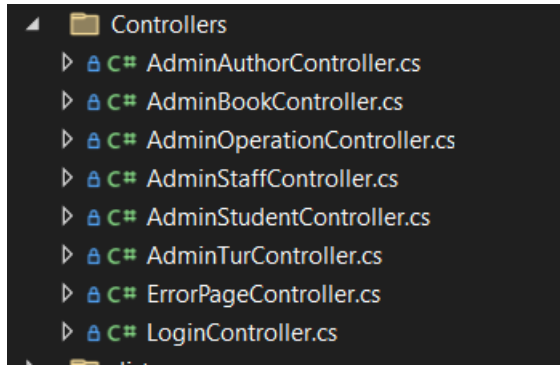 Controllers
C# AdminAuthorController.cs
C# AdminBookController.cs
C# AdminOperationController.cs
C# AdminStaffController.cs
C# AdminStudentController.cs
C# AdminTurController.cs
C# ErrorPageController.cs
C# LoginController.cs